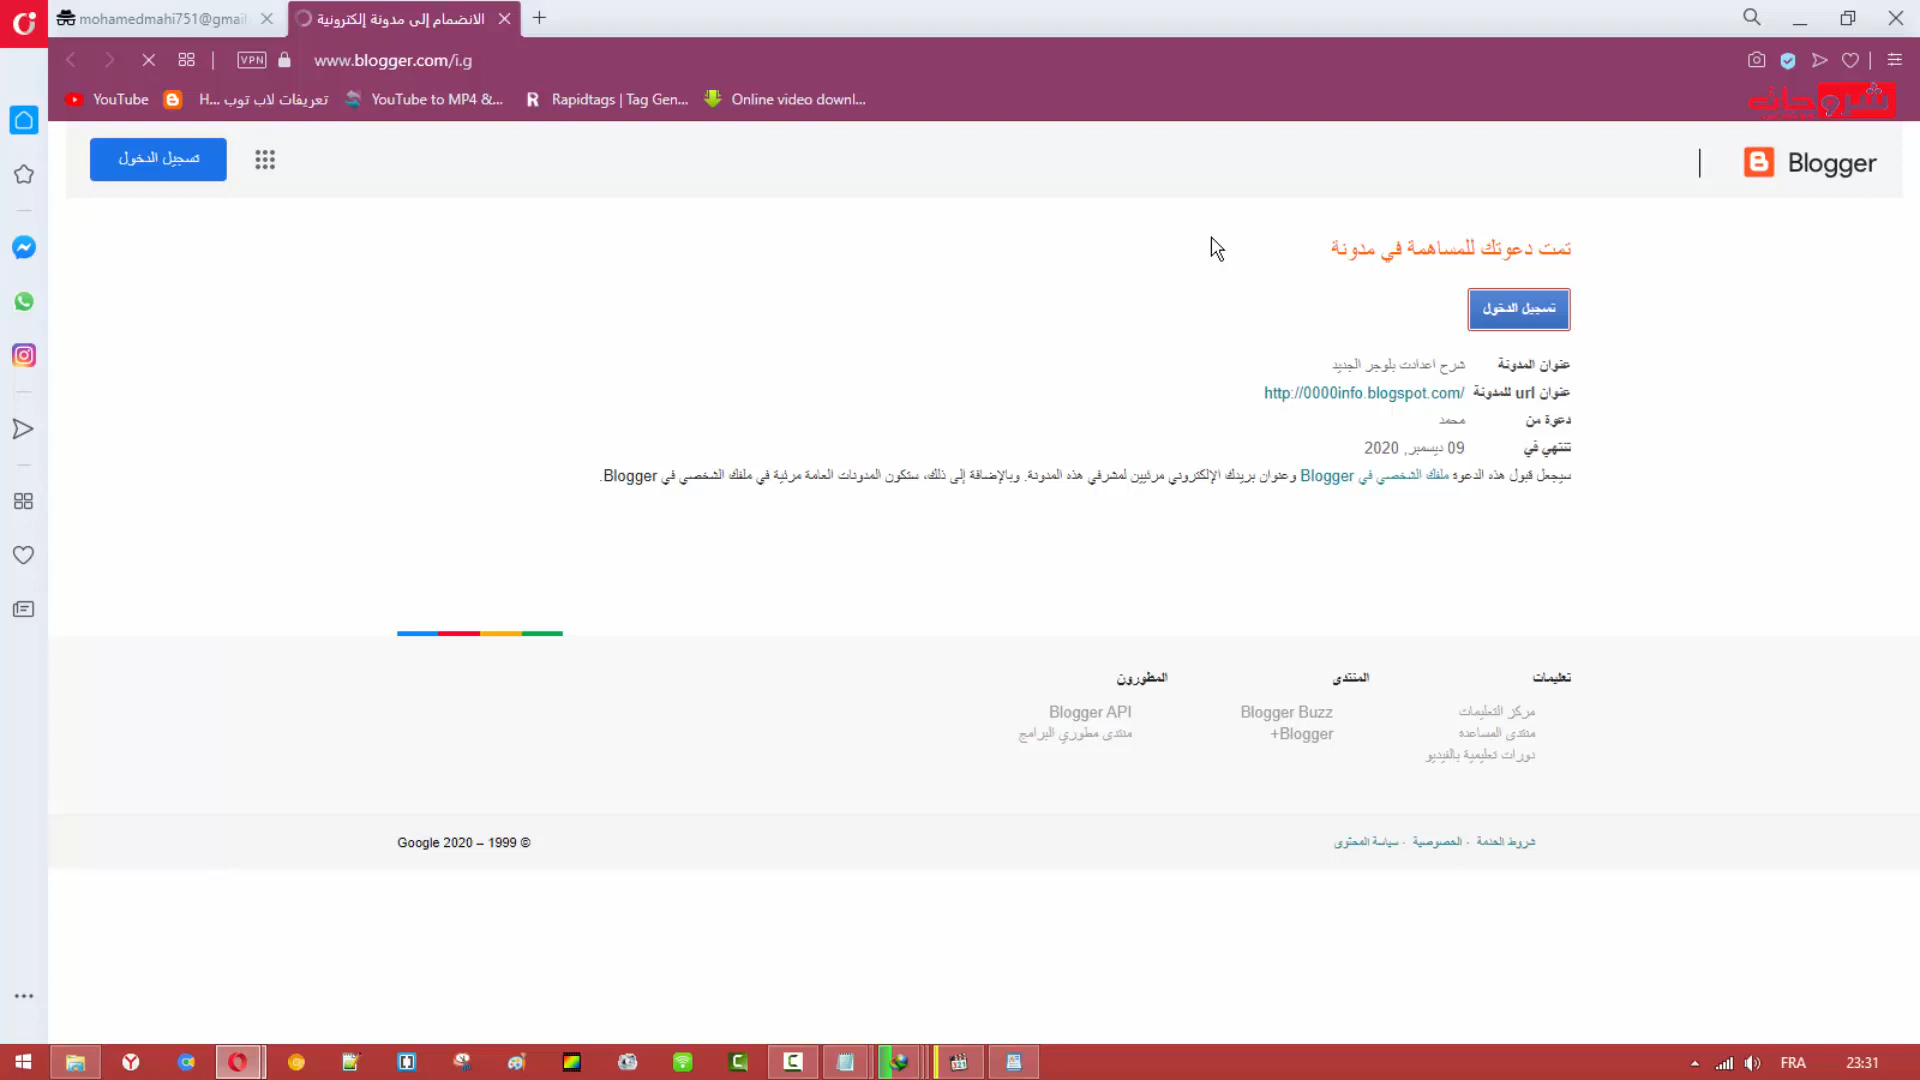 mohamedmahi751@gmail
الانضمام إلى مدونة إلكترونية
VPN
www.blogger.com/i.g
YouTube
تعريفات لاب توب H...
YouTube to MP4 &...
R Rapidtags | Tag Gen...
Online video downl...
شروحاته
تسجيل الدخول
Blogger
تمت دعوتك للمساهمة في مدونة
تسجيل الدخول
عنوان المدونة شرح اعدادت بلوجر الجديد
عنوان url للمدونة http://0000info.blogspot.com/
دعوة من محمد
تنتهي في 09 ديسمبر, 2020
سيجعل قبول هذه الدعوة ملفك الشخصي في Blogger وعنوان بريدك الإلكتروني مرئيين لمشرفي هذه المدونة. وبالإضافة إلى ذلك، ستكون المدونات العامة مرئية في ملفك الشخصي في Blogger.
تعليمات
مركز التعليمات
منتدى المساعدة
دورات تعليمية بالفيديو
المنتدى
Blogger Buzz
Blogger+
المطورون
Blogger API
منتدى مطوري البرامج
شروط الخدمة · الخصوصية · سياسة المحتوى
Google 2020 – 1999 ©
FRA
23:31